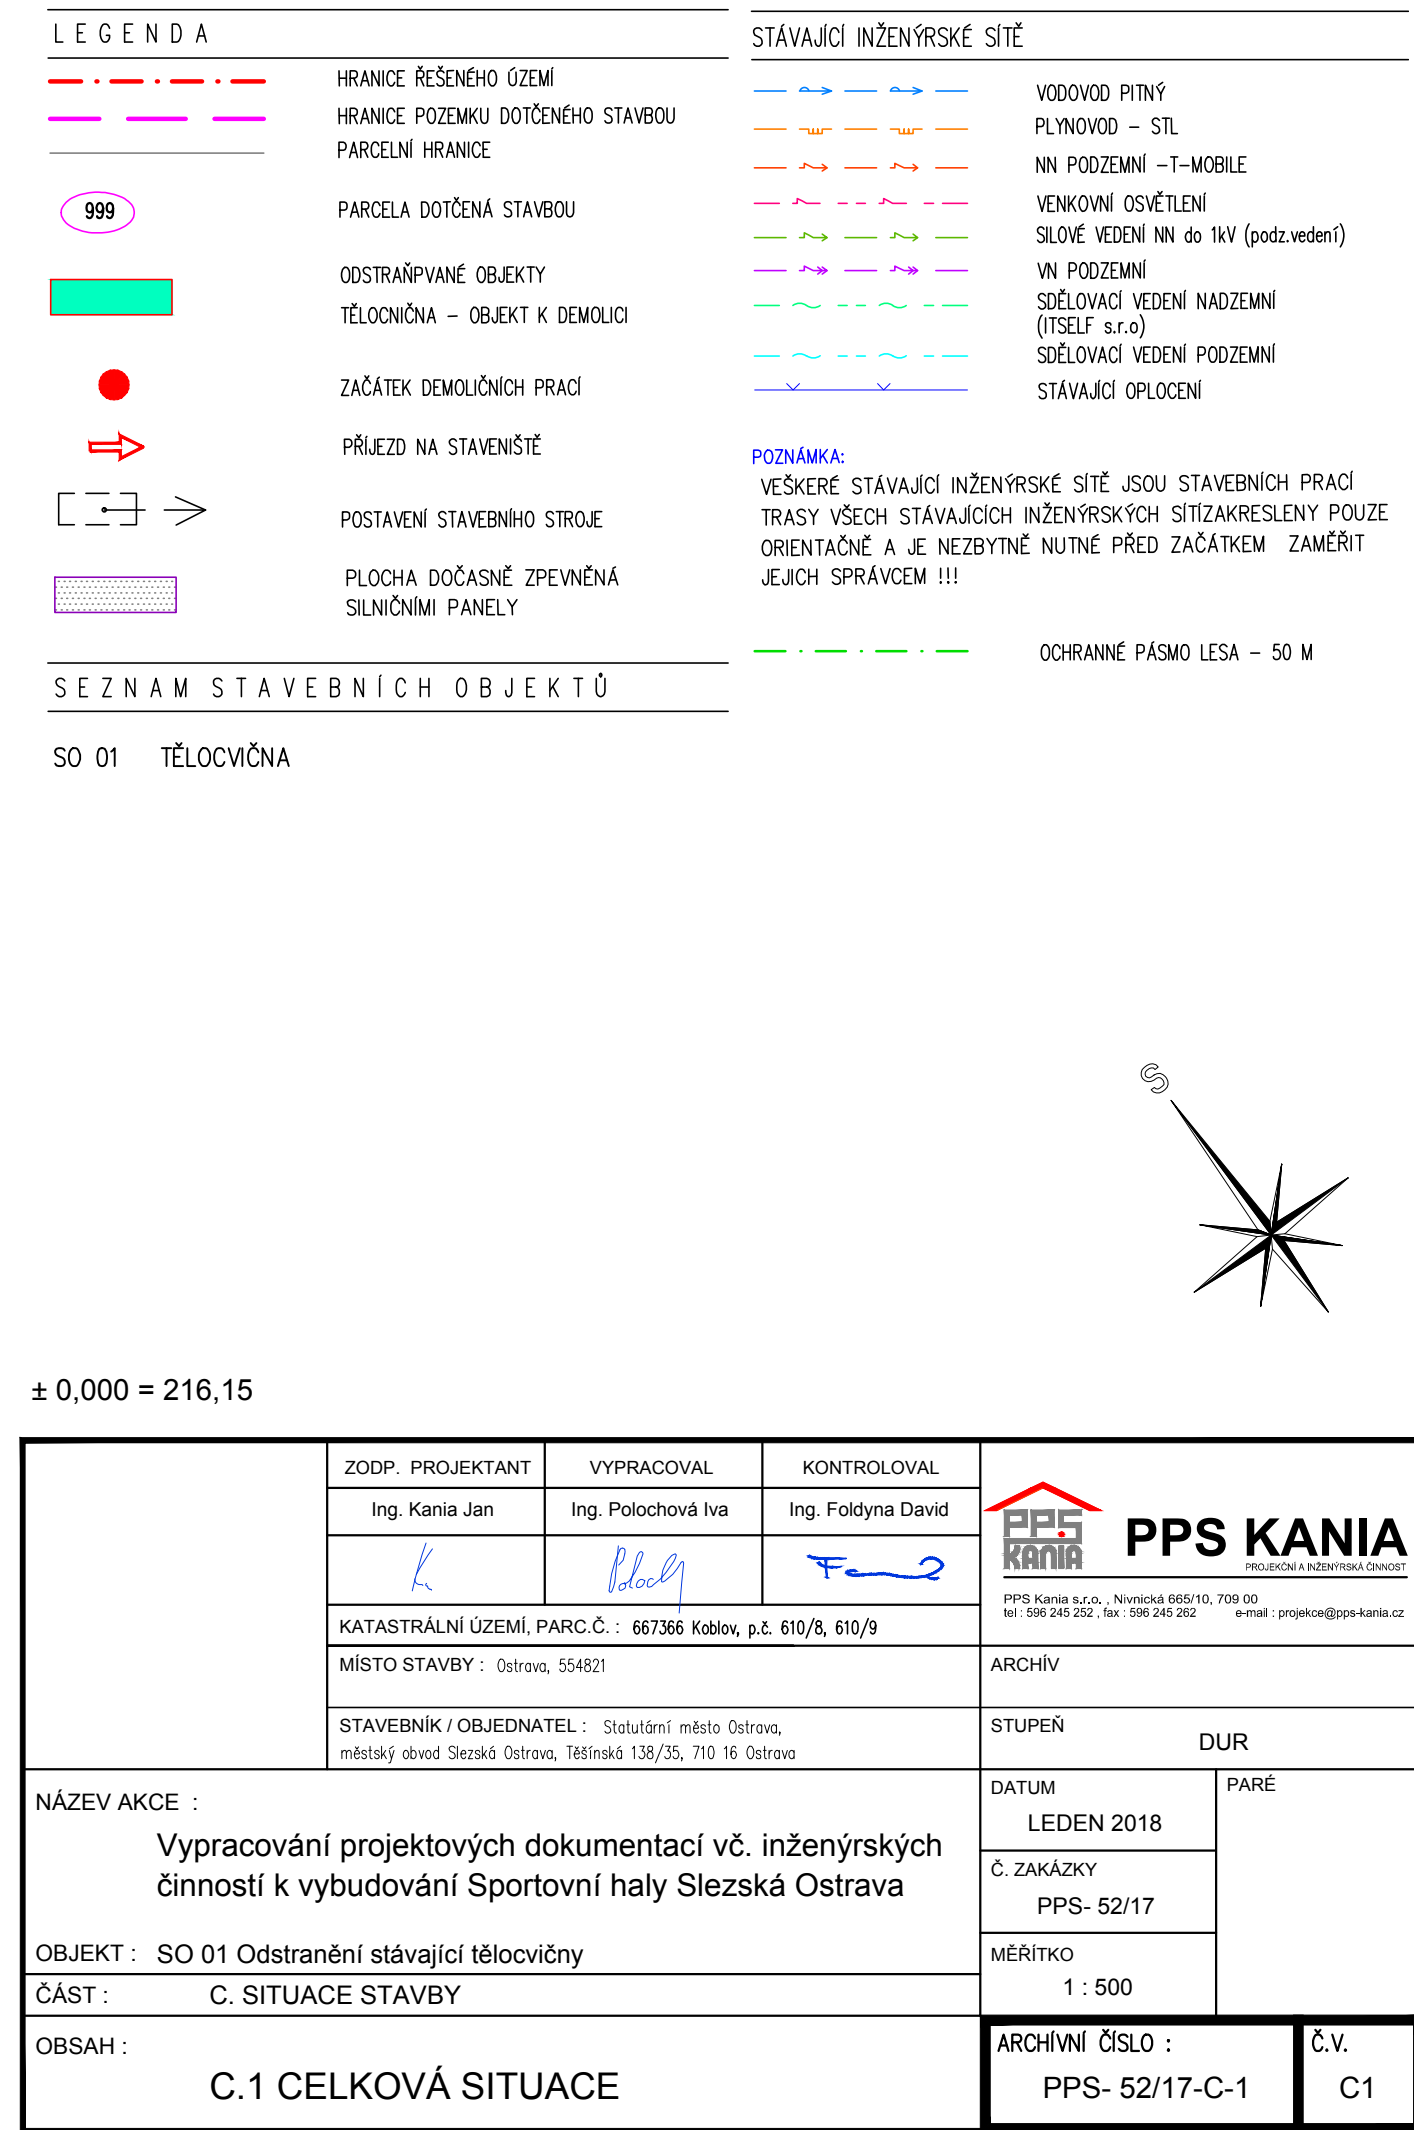 LEGENDA
HRANICE ŘEŠENÉHO ÚZEMÍ
HRANICE POZEMKU DOTČENÉHO STAVBOU
PARCELNÍ HRANICE
999
PARCELA DOTČENÁ STAVBOU
ODSTRAŇPVANÉ OBJEKTY
TĚLOCNIČNA – OBJEKT K DEMOLICI
ZAČÁTEK DEMOLIČNÍCH PRACÍ
PŘÍJEZD NA STAVENIŠTĚ
POSTAVENÍ STAVEBNÍHO STROJE
PLOCHA DOČASNĚ ZPEVNĚNÁ
SILNIČNÍMI PANELY
SEZNAM STAVEBNÍCH OBJEKTŮ
SO 01 TĚLOCVIČNA
STÁVAJÍCÍ INŽENÝRSKÉ SÍTĚ
VODOVOD PITNÝ
PLYNOVOD – STL
NN PODZEMNÍ –T–MOBILE
VENKOVNÍ OSVĚTLENÍ
SILOVÉ VEDENÍ NN do 1kV (podz.vedení)
VN PODZEMNÍ
SDĚLOVACÍ VEDENÍ NADZEMNÍ
(ITSELF s.r.o)
SDĚLOVACÍ VEDENÍ PODZEMNÍ
STÁVAJÍCÍ OPLOCENÍ
POZNÁMKA:
VEŠKERÉ STÁVAJÍCÍ INŽENÝRSKÉ SÍTĚ JSOU STAVEBNÍCH PRACÍ
TRASY VŠECH STÁVAJÍCÍCH INŽENÝRSKÝCH SÍTÍZAKRESLENY POUZE
ORIENTAČNĚ A JE NEZBYTNĚ NUTNÉ PŘED ZAČÁTKEM ZAMĚŘIT
JEJICH SPRÁVCEM !!!
OCHRANNÉ PÁSMO LESA – 50 M
S
± 0,000 = 216,15
ZODP. PROJEKTANT
VYPRACOVAL
KONTROLOVAL
Ing. Kania Jan
Ing. Polochová Iva
Ing. Foldyna David
KATASTRÁLNÍ ÚZEMÍ, PARC.Č. : 667366 Koblov, p.č. 610/8, 610/9
MÍSTO STAVBY : Ostrava, 554821
STAVEBNÍK / OBJEDNATEL : Statutární město Ostrava,
městský obvod Slezská Ostrava, Těšínská 138/35, 710 16 Ostrava
PPS
KANIA
PPS KANIA
PROJEKČNÍ A INŽENÝRSKÁ ČINNOST
PPS Kania s.r.o. , Nivnická 665/10, 709 00
tel : 596 245 252 , fax : 596 245 262 e-mail : projekce@pps-kania.cz
ARCHÍV
STUPEŇ
DUR
NÁZEV AKCE :
Vypracování projektových dokumentací vč. inženýrských
činností k vybudování Sportovní haly Slezská Ostrava
OBJEKT : SO 01 Odstranění stávající tělocvičny
ČÁST : C. SITUACE STAVBY
OBSAH :
C.1 CELKOVÁ SITUACE
DATUM
LEDEN 2018
PARÉ
Č. ZAKÁZKY
PPS- 52/17
MĚŘÍTKO
1 : 500
ARCHÍVNÍ ČÍSLO :
PPS- 52/17-C-1
Č.V.
C1